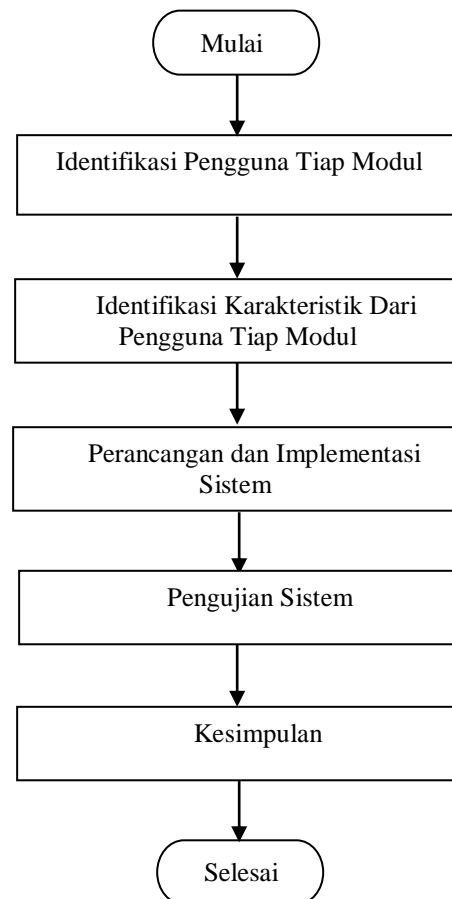 Mulai
Identifikasi Pengguna Tiap Modul
Identifikasi Karakteristik Dari
Pengguna Tiap Modul
Perancangan dan Implementasi
Sistem
Pengujian Sistem
Kesimpulan
Selesai